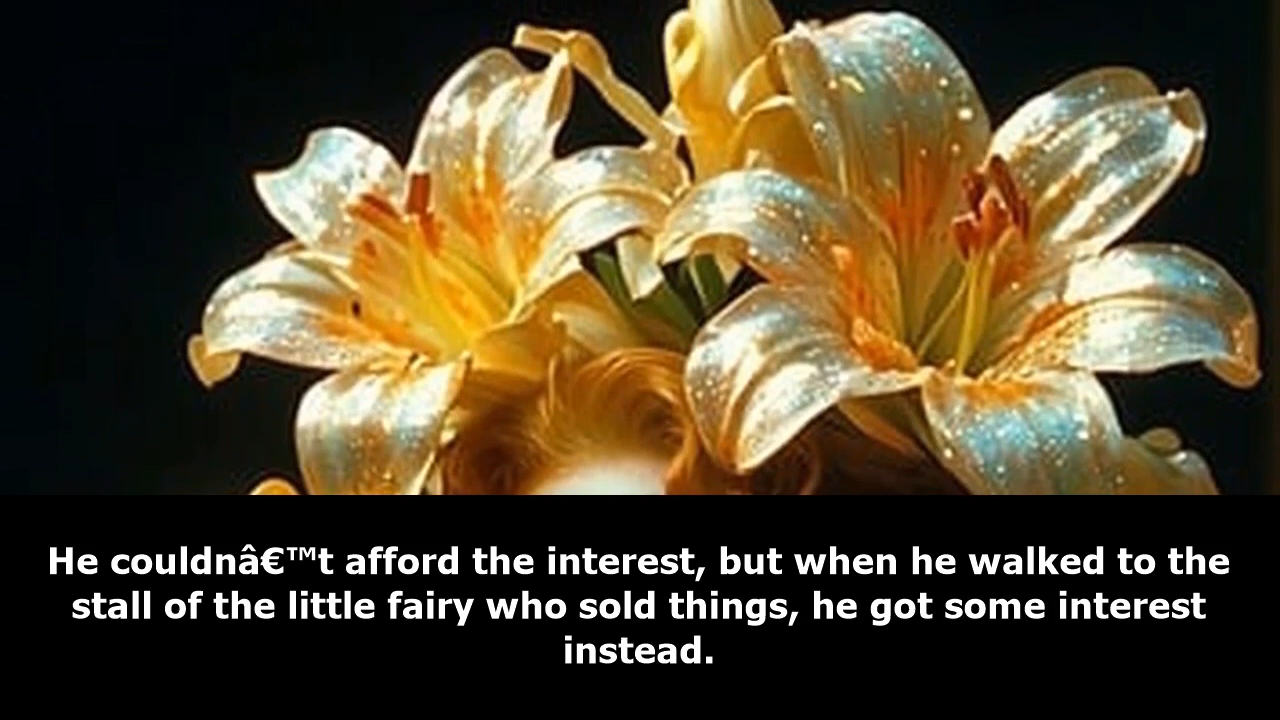 He couldnâ€™t afford the interest, but when he walked to the
stall of the little fairy who sold things, he got some interest
instead.